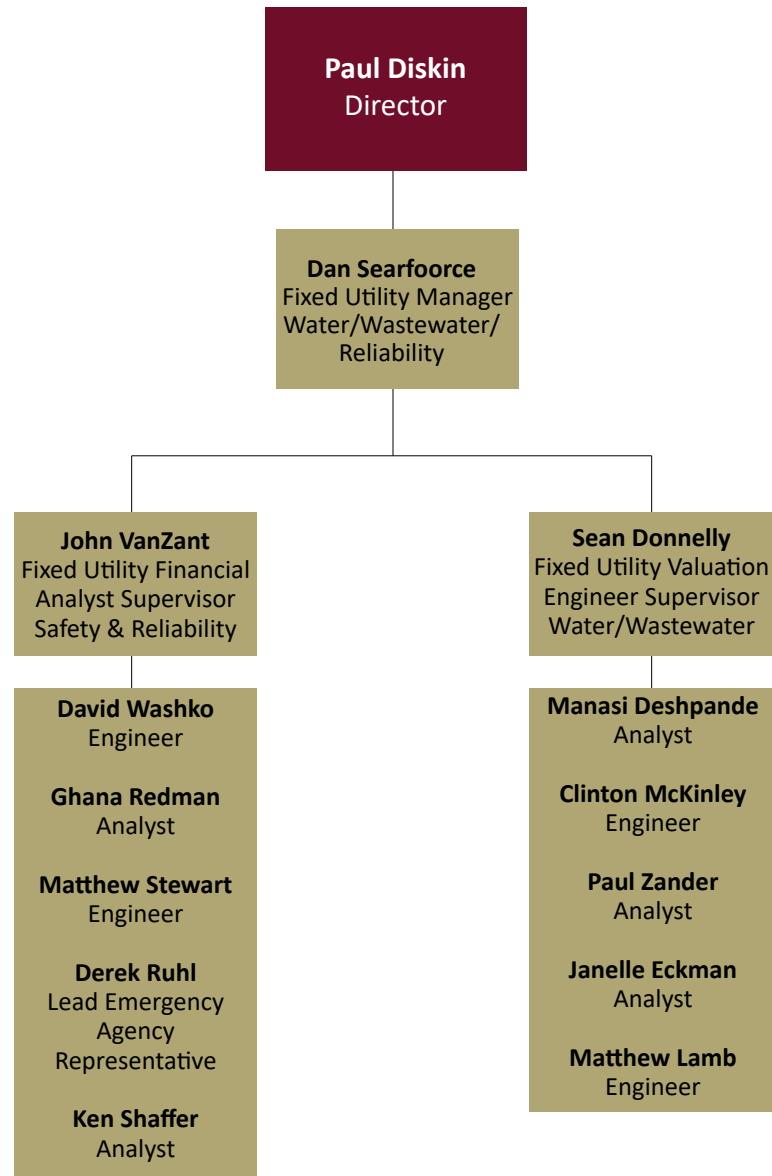 Paul Diskin
Director
Dan Searfoorce
Fixed Utility Manager
Water/Wastewater/
Reliability
John VanZant
Fixed Utility Financial
Analyst Supervisor
Safety & Reliability
David Washko
Engineer
Ghana Redman
Analyst
Matthew Stewart
Engineer
Derek Ruhl
Lead Emergency
Agency
Representative
Ken Shaffer
Analyst
Sean Donnelly
Fixed Utility Valuation
Engineer Supervisor
Water/Wastewater
Manasi Deshpande
Analyst
Clinton McKinley
Engineer
Paul Zander
Analyst
Janelle Eckman
Analyst
Matthew Lamb
Engineer